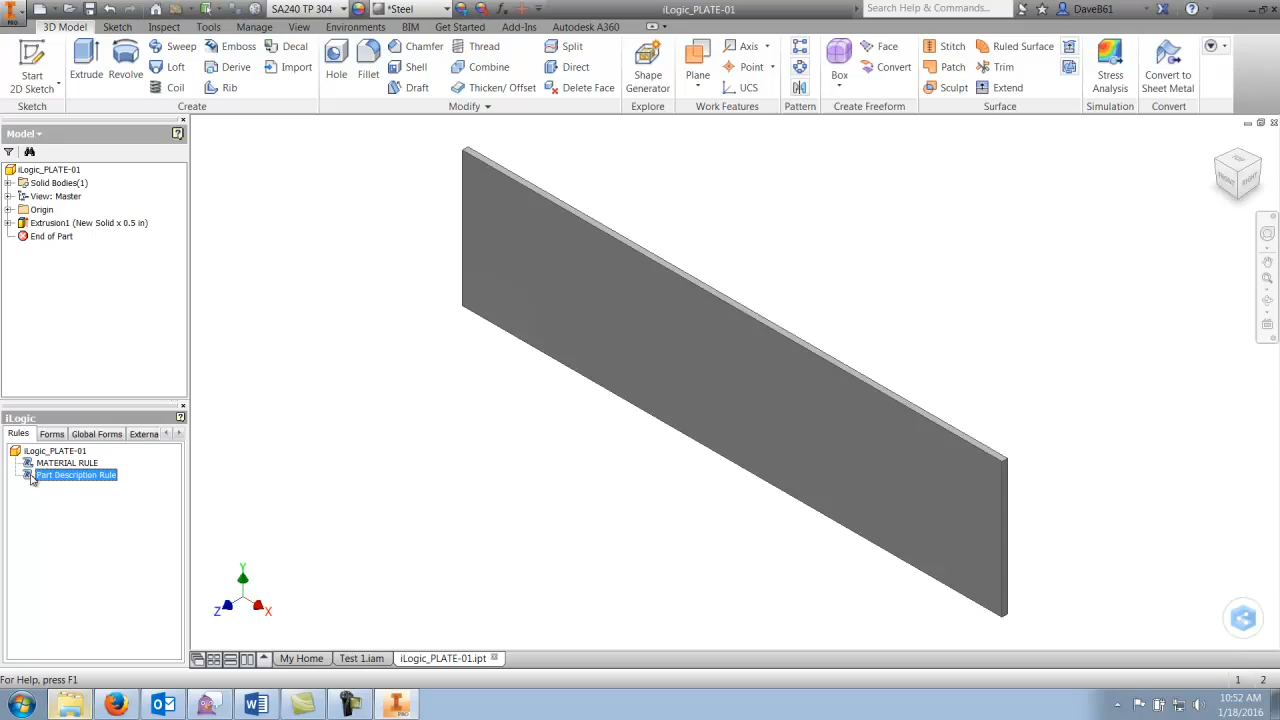 SA240 TP 304
*Steel
iLogic_PLATE-01
Search Help & Commands...
DaveB61
PRO
3D Model
Sketch
Inspect
Tools
Manage
View
Environments
BIM
Get Started
Add-Ins
Autodesk A360
Start
2D Sketch
Extrude
Revolve
Sweep
Loft
Coil
Emboss
Derive
Rib
Decal
Import
Hole
Fillet
Chamfer
Shell
Draft
Thread
Combine
Thicken/ Offset
Split
Direct
Delete Face
Shape
Generator
Plane
Axis
Point
UCS
Box
Face
Convert
Stitch
Patch
Sculpt
Ruled Surface
Trim
Extend
Stress
Analysis
Convert to
Sheet Metal
Sketch
Create
Modify
Explore
Work Features
Pattern
Create Freeform
Surface
Simulation
Convert
Model
iLogic_PLATE-01
Solid Bodies(1)
View: Master
Origin
Extrusion1 (New Solid x 0.5 in)
End of Part
TOP
FRONT
RIGHT
iLogic
Rules
Forms
Global Forms
Externa
iLogic_PLATE-01
MATERIAL RULE
Part Description Rule
Y
Z
X
My Home
Test 1.iam
iLogic_PLATE-01.ipt
For Help, press F1
1
2
10:52 AM
1/18/2016